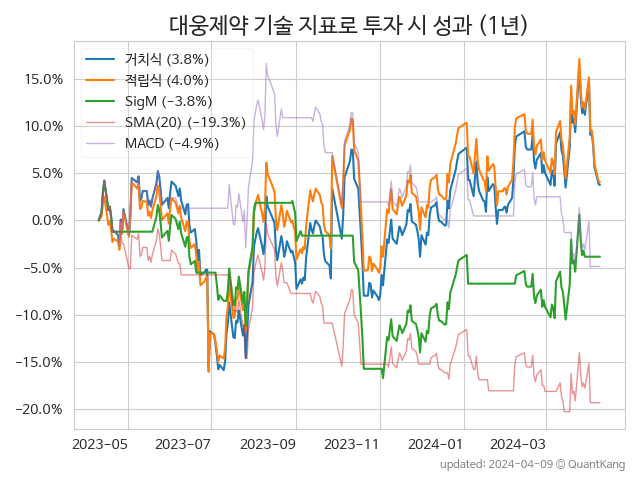 대웅제약 기술 지표로 투자 시 성과 (1년)
거치식 (3.8%)
적립식 (4.0%)
SigM (−3.8%)
SMA(20) (−19.3%)
MACD (−4.9%)
15.0%
10.0%
5.0%
0.0%
−5.0%
−10.0%
−15.0%
−20.0%
2023-05 2023-07 2023-09 2023-11 2024-01 2024-03
updated: 2024-04-09 © QuantKang